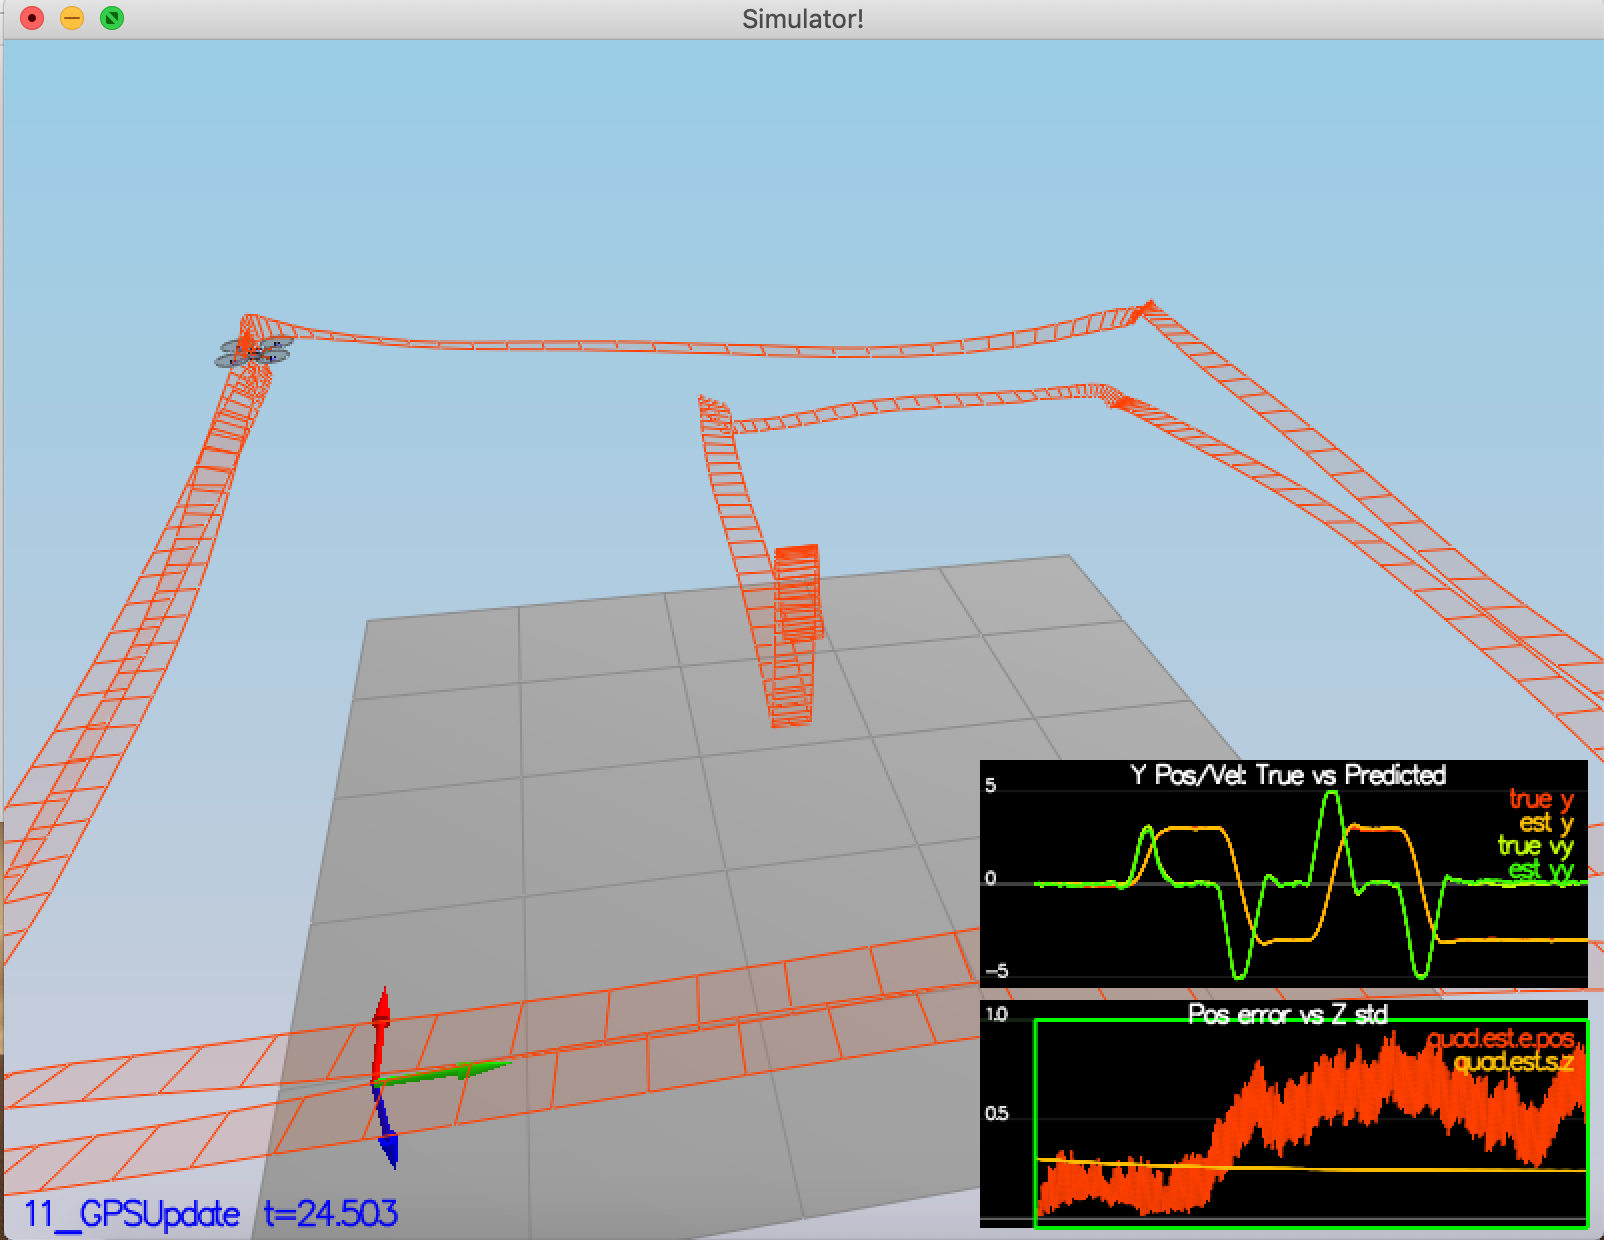 Simulator!
Y Pos/Vel: True vs Predicted
5
true y
est y
true vy
est vy
0
-5
Pos error vs Z std
1.0
quad.est.e.pos
quad.est.s.z
0.5
11_GPSUpdate t=24.503